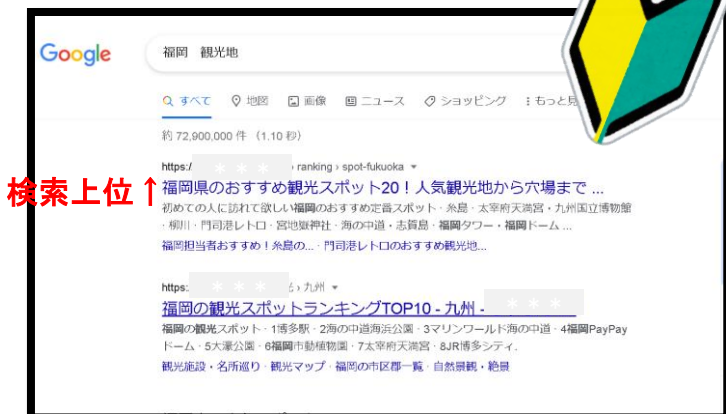 Google
福岡 観光地
すべて 地図 画像 ニュース ショッピング もっと見
約 72,900,000 件 （1.10 秒）
https:/ * * * › ranking › spot-fukuoka
検索上位↑
福岡県のおすすめ観光スポット20！人気観光地から穴場まで ...
初めての人に訪れて欲しい福岡のおすすめ定番スポット · 糸島 · 太宰府天満宮 · 九州国立博物館
· 柳川 · 門司港レトロ · 宮地嶽神社 · 海の中道 · 志賀島 · 福岡タワー · 福岡ドーム ...
福岡担当者おすすめ！糸島の... · 門司港レトロのおすすめ観光地...
https: * * * › 九州
福岡の観光スポットランキングTOP10 - 九州 - * * *
福岡の観光スポット · 1博多駅 · 2海の中道海浜公園 · 3マリンワールド海の中道 · 4福岡PayPay
ドーム · 5大濠公園 · 6福岡市動植物園 · 7太宰府天満宮 · 8JR博多シティ.
観光施設・名所巡り · 観光マップ · 福岡の市区郡一覧 · 自然景観・絶景